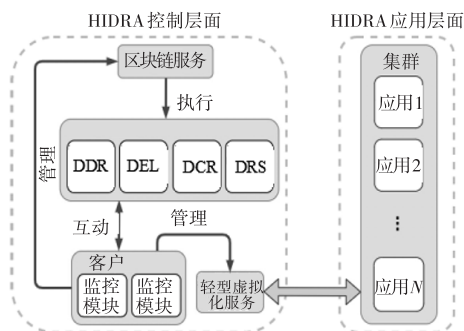 HIDRA控制层面
HIDRA应用层面
区块链服务
执行
管理
DDR
DEL
DCR
DRS
互动
管理
客户
监控
模块
监控
模块
轻型虚拟
化服务
集群
应用1
应用2
⋮
应用N